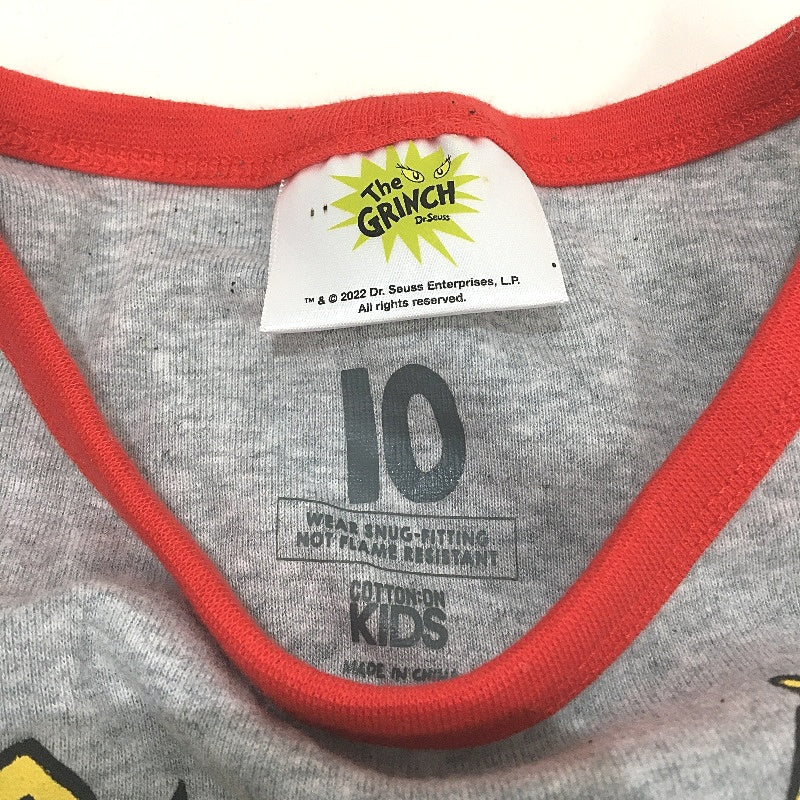 The
GRINCH
Dr.Seuss
™ & © 2022 Dr. Seuss Enterprises, L.P.
All rights reserved.
10
WEAR SNUG-FITTING
NOT FLAME RESISTANT
COTTON:ON
KIDS
MADE IN CHINA